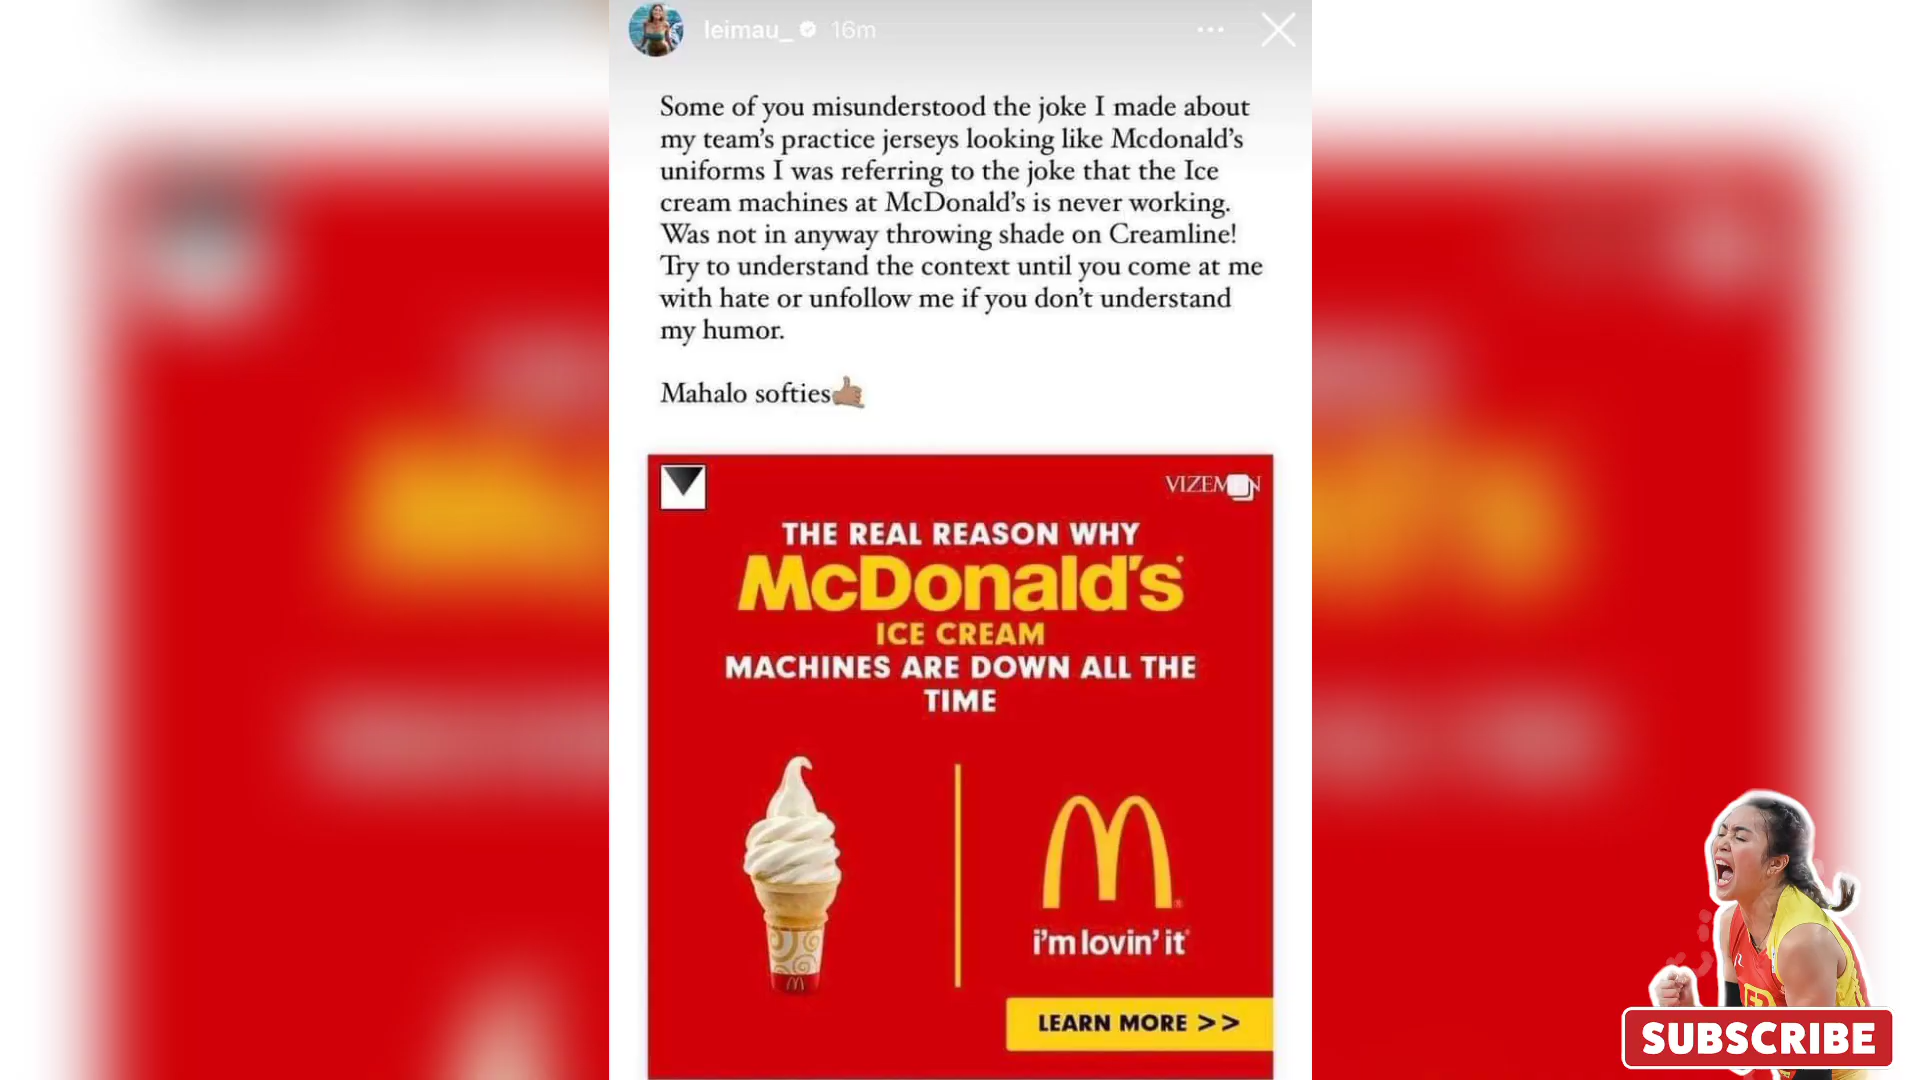 leimau_ 16m
Some of you misunderstood the joke I made about
my team's practice jerseys looking like Mcdonald's
uniforms I was referring to the joke that the Ice
cream machines at McDonald's is never working.
Was not in anyway throwing shade on Creamline!
Try to understand the context until you come at me
with hate or unfollow me if you don't understand
my humor.
Mahalo softies
THE REAL REASON WHY
McDonald's
ICE CREAM
MACHINES ARE DOWN ALL THE
TIME
i'm lovin' it
LEARN MORE >>
SUBSCRIBE